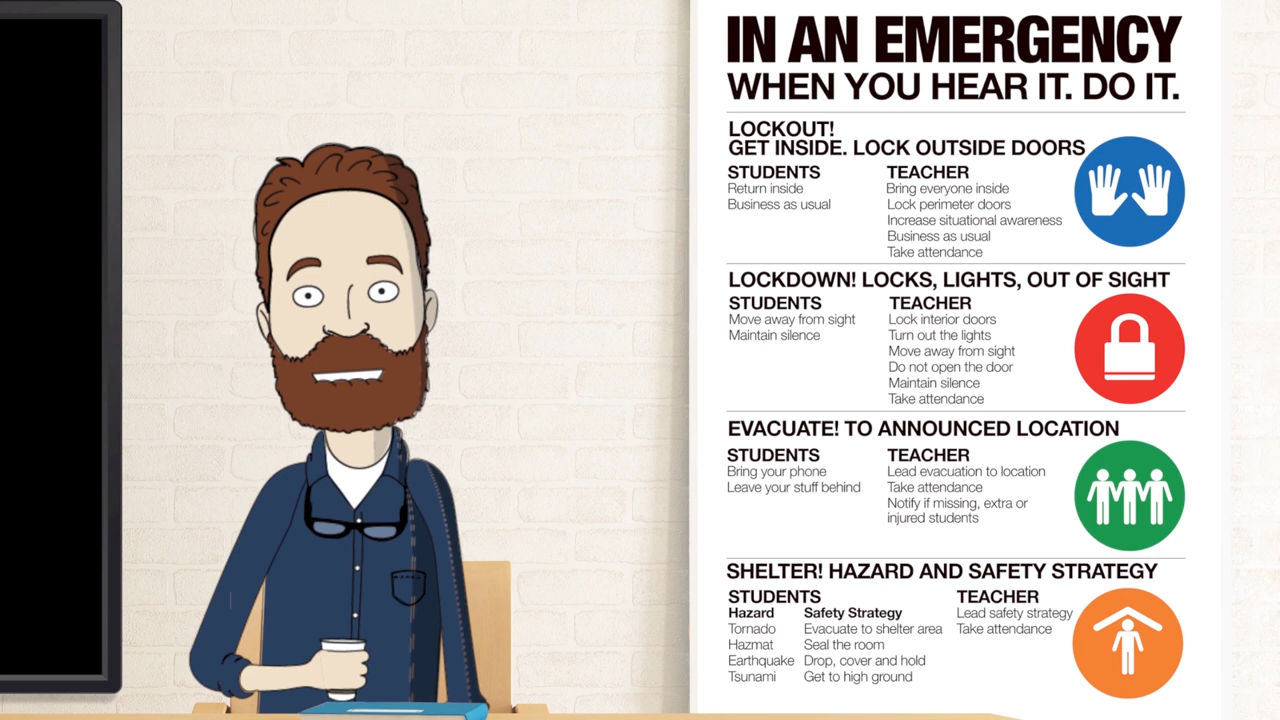 IN AN EMERGENCY
WHEN YOU HEAR IT. DO IT.
LOCKOUT!
GET INSIDE. LOCK OUTSIDE DOORS
STUDENTS
Return inside
Business as usual
TEACHER
Bring everyone inside
Lock perimeter doors
Increase situational awareness
Business as usual
Take attendance
LOCKDOWN! LOCKS, LIGHTS, OUT OF SIGHT
STUDENTS
Move away from sight
Maintain silence
TEACHER
Lock interior doors
Turn out the lights
Move away from sight
Do not open the door
Maintain silence
Take attendance
EVACUATE! TO ANNOUNCED LOCATION
STUDENTS
Bring your phone
Leave your stuff behind
TEACHER
Lead evacuation to location
Take attendance
Notify if missing, extra or
injured students
SHELTER! HAZARD AND SAFETY STRATEGY
STUDENTS
Hazard Safety Strategy
Tornado Evacuate to shelter area
Hazmat Seal the room
Earthquake Drop, cover and hold
Tsunami Get to high ground
TEACHER
Lead safety strategy
Take attendance